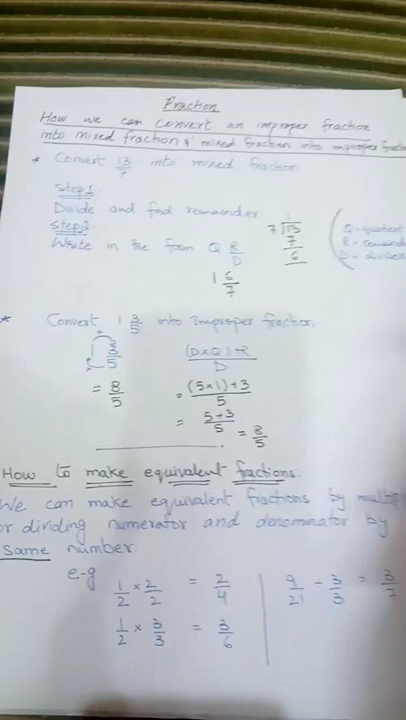 Fraction
How we can convert an improper fraction
into mixed fraction & mixed fraction into improper
* Convert 13/7 into mixed fraction
Step 1
Divide and find remainder
Step 2
Write in the form Q R/D
1 6/7
1
7 √13
7
6
Q - quotient
R -
D -
* Convert 1 3/5 into Improper fraction.
1 3/5
= 8/5
(D×Q)+R/D
= (5×1)+3/5
= 5+3/5 = 8/5
How to make equivalent fractions
We can make equivalent fractions by
or dividing numerator and denominator by
same number.
e-g 1/2 × 2/2 = 2/4
1/2 × 3/3 = 3/6
9/21 ÷ 3/3 = 3/7